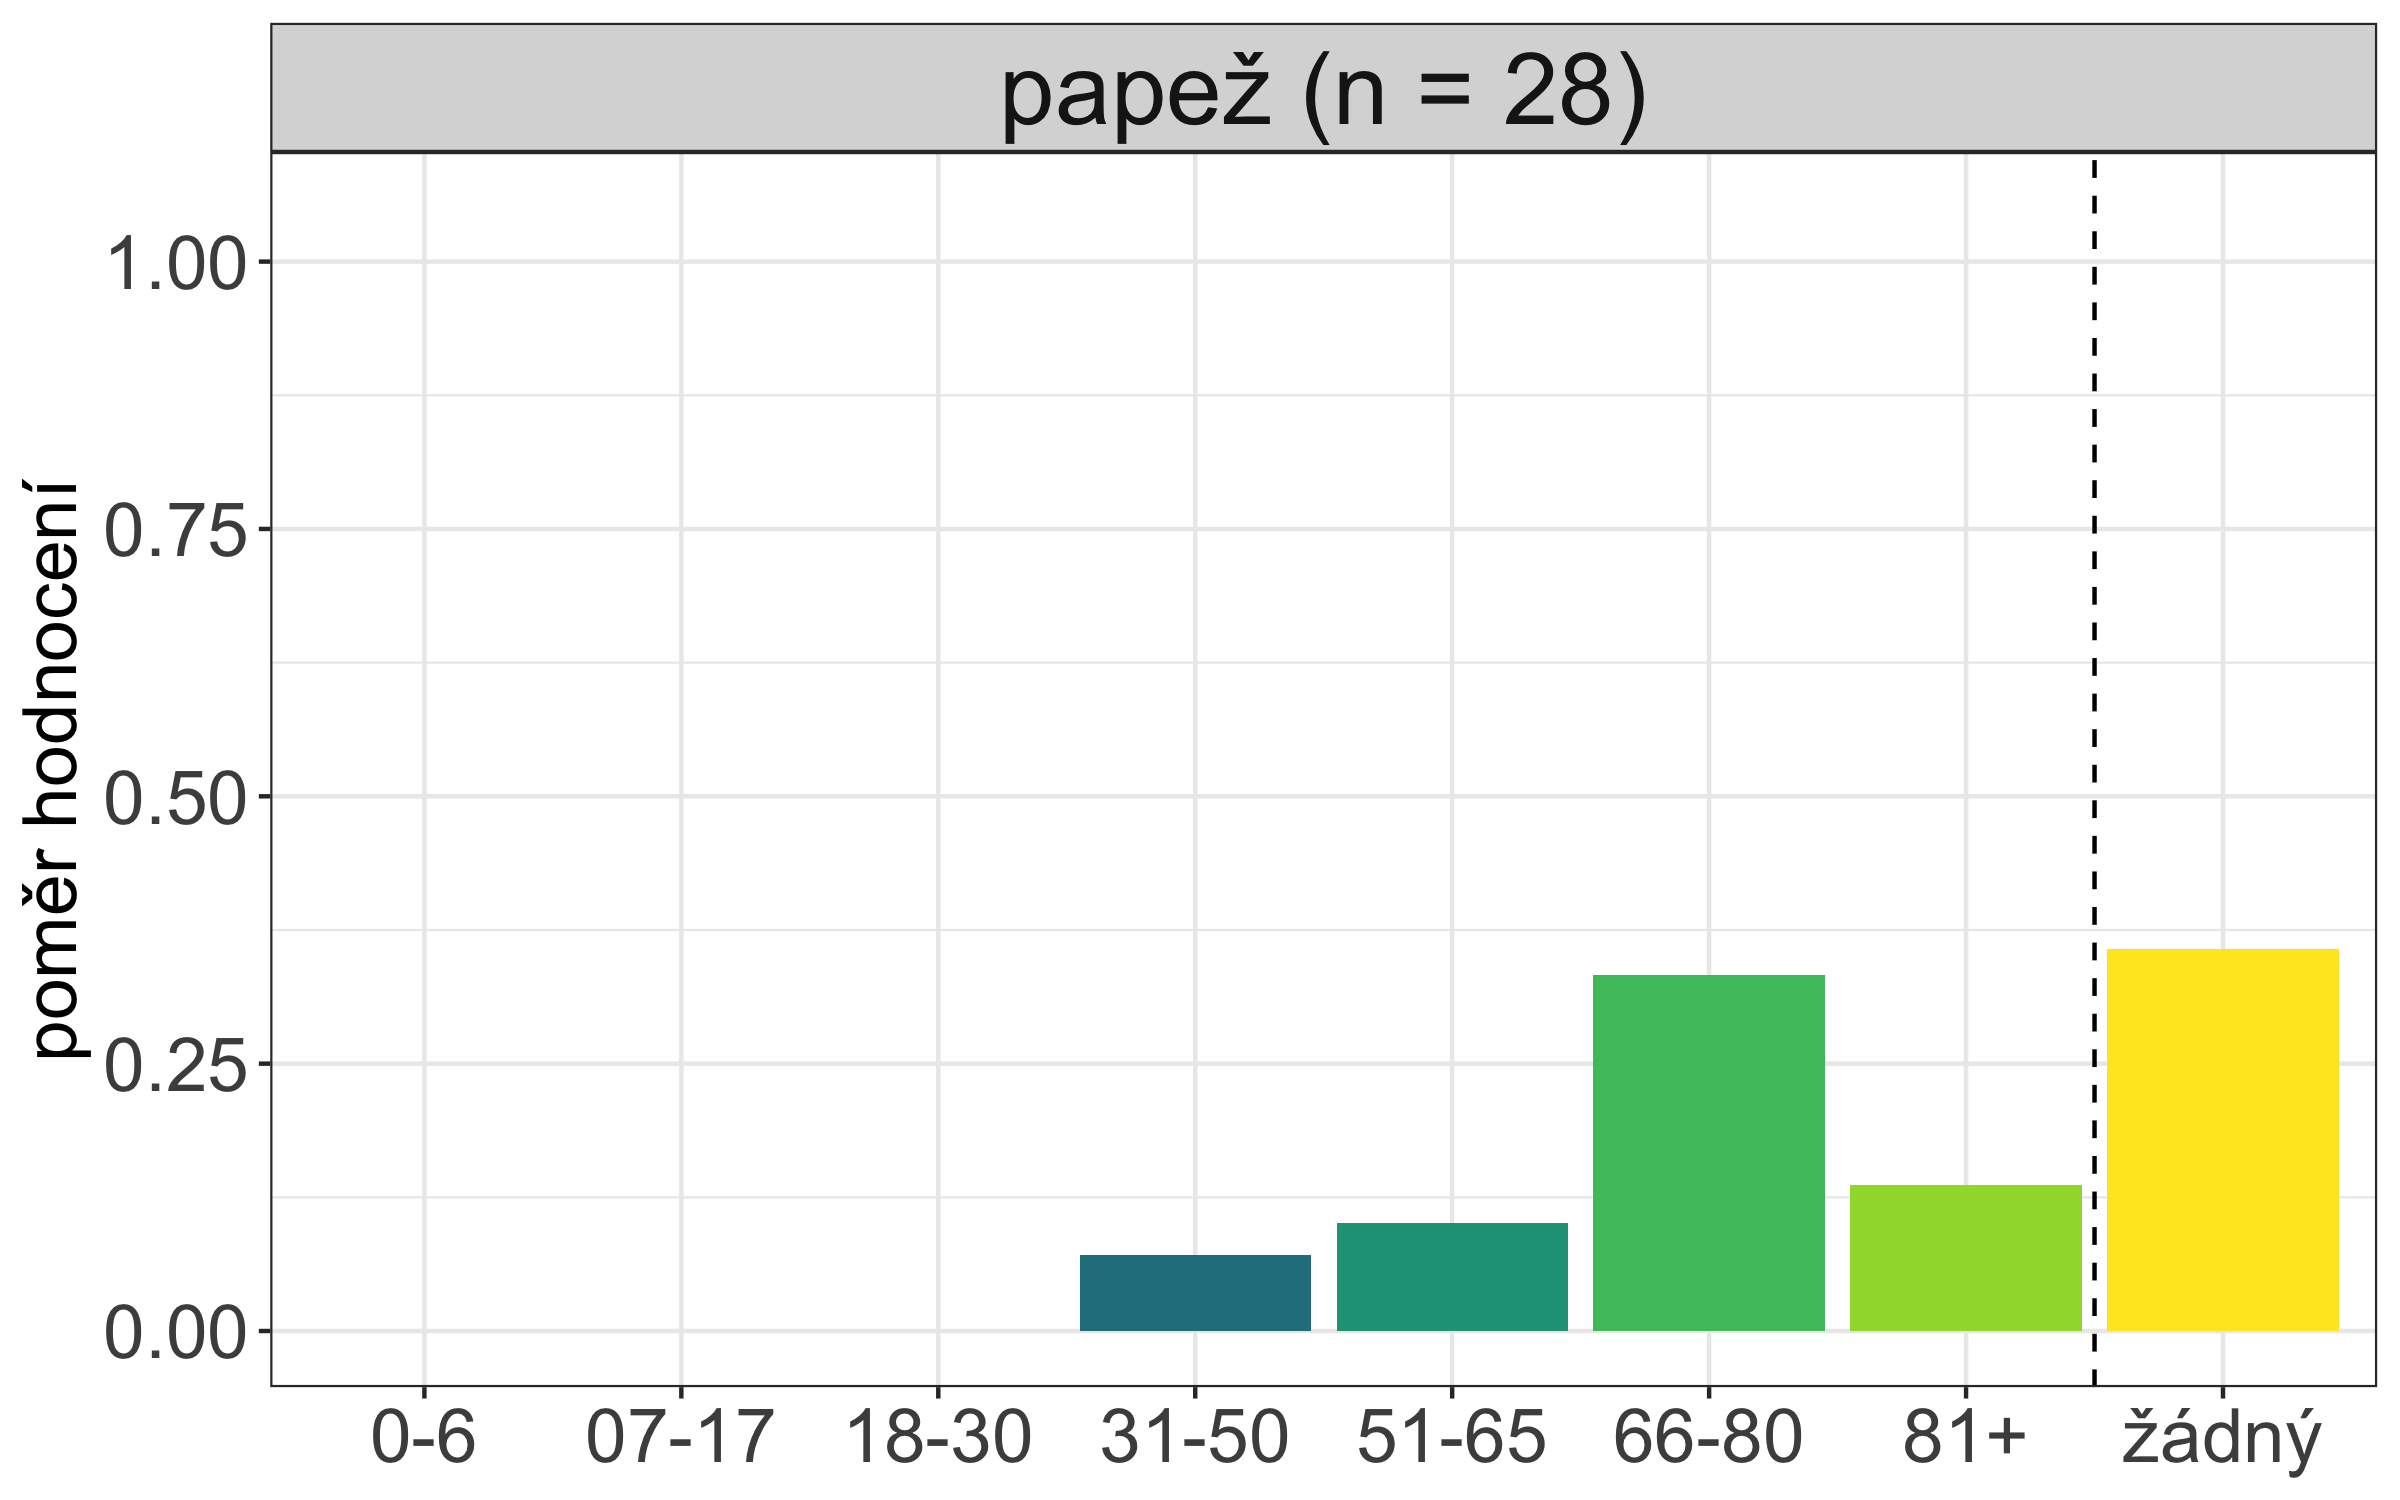 papež (n = 28)
poměr hodnocení
1.00
0.75
0.50
0.25
0.00
0-6 07-17 18-30 31-50 51-65 66-80 81+ žádný